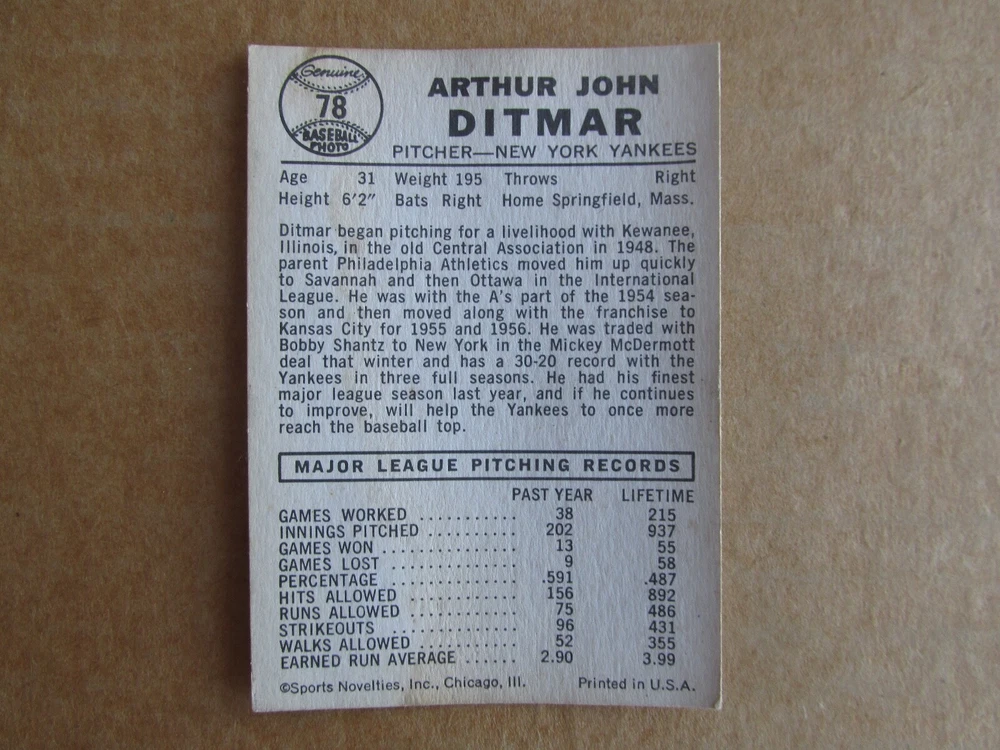 Genuine
78
BASEBALL
PHOTO
ARTHUR JOHN
DITMAR
PITCHER—NEW YORK YANKEES
Age 31 Weight 195 Throws Right
Height 6'2" Bats Right Home Springfield, Mass.
Ditmar began pitching for a livelihood with Kewanee,
Illinois, in the old Central Association in 1948. The
parent Philadelphia Athletics moved him up quickly
to Savannah and then Ottawa in the International
League. He was with the A's part of the 1954 sea-
son and then moved along with the franchise to
Kansas City for 1955 and 1956. He was traded with
Bobby Shantz to New York in the Mickey McDermott
deal that winter and has a 30-20 record with the
Yankees in three full seasons. He had his finest
major league season last year, and if he continues
to improve, will help the Yankees to once more
reach the baseball top.
MAJOR LEAGUE PITCHING RECORDS
PAST YEAR LIFETIME
GAMES WORKED ........... 38 215
INNINGS PITCHED .......... 202 937
GAMES WON ............... 13 55
GAMES LOST .............. 9 58
PERCENTAGE .............. .591 .487
HITS ALLOWED ............ 156 892
RUNS ALLOWED ............ 75 486
STRIKEOUTS .............. 96 431
WALKS ALLOWED ........... 52 355
EARNED RUN AVERAGE ...... 2.90 3.99
©Sports Novelties, Inc., Chicago, Ill. Printed in U.S.A.